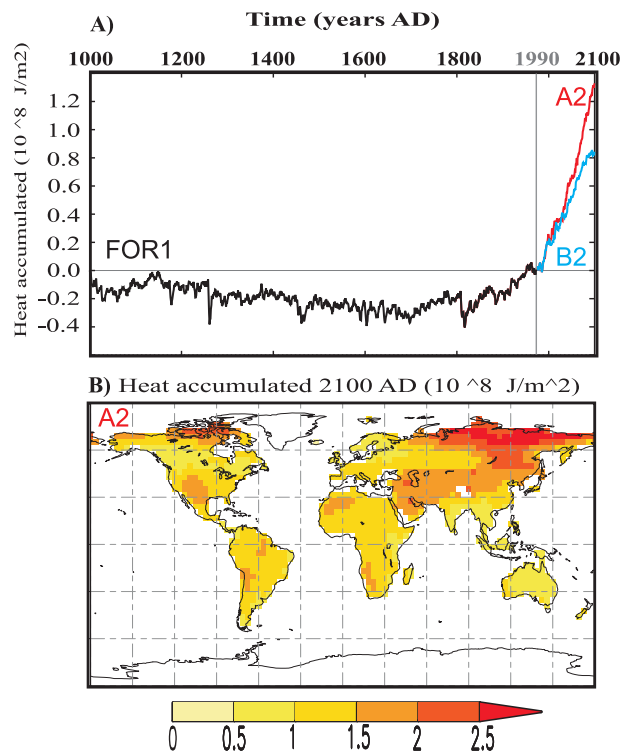 A) Time (years AD)
1000 1200 1400 1600 1800 1990 2100
Heat accumulated (10 ^8 J/m2)
1.2
1.0
0.8
0.6
0.4
0.2
0.0
-0.2
-0.4
A2
B2
FOR1
B) Heat accumulated 2100 AD (10 ^8 J/m^2)
A2
0 0.5 1 1.5 2 2.5